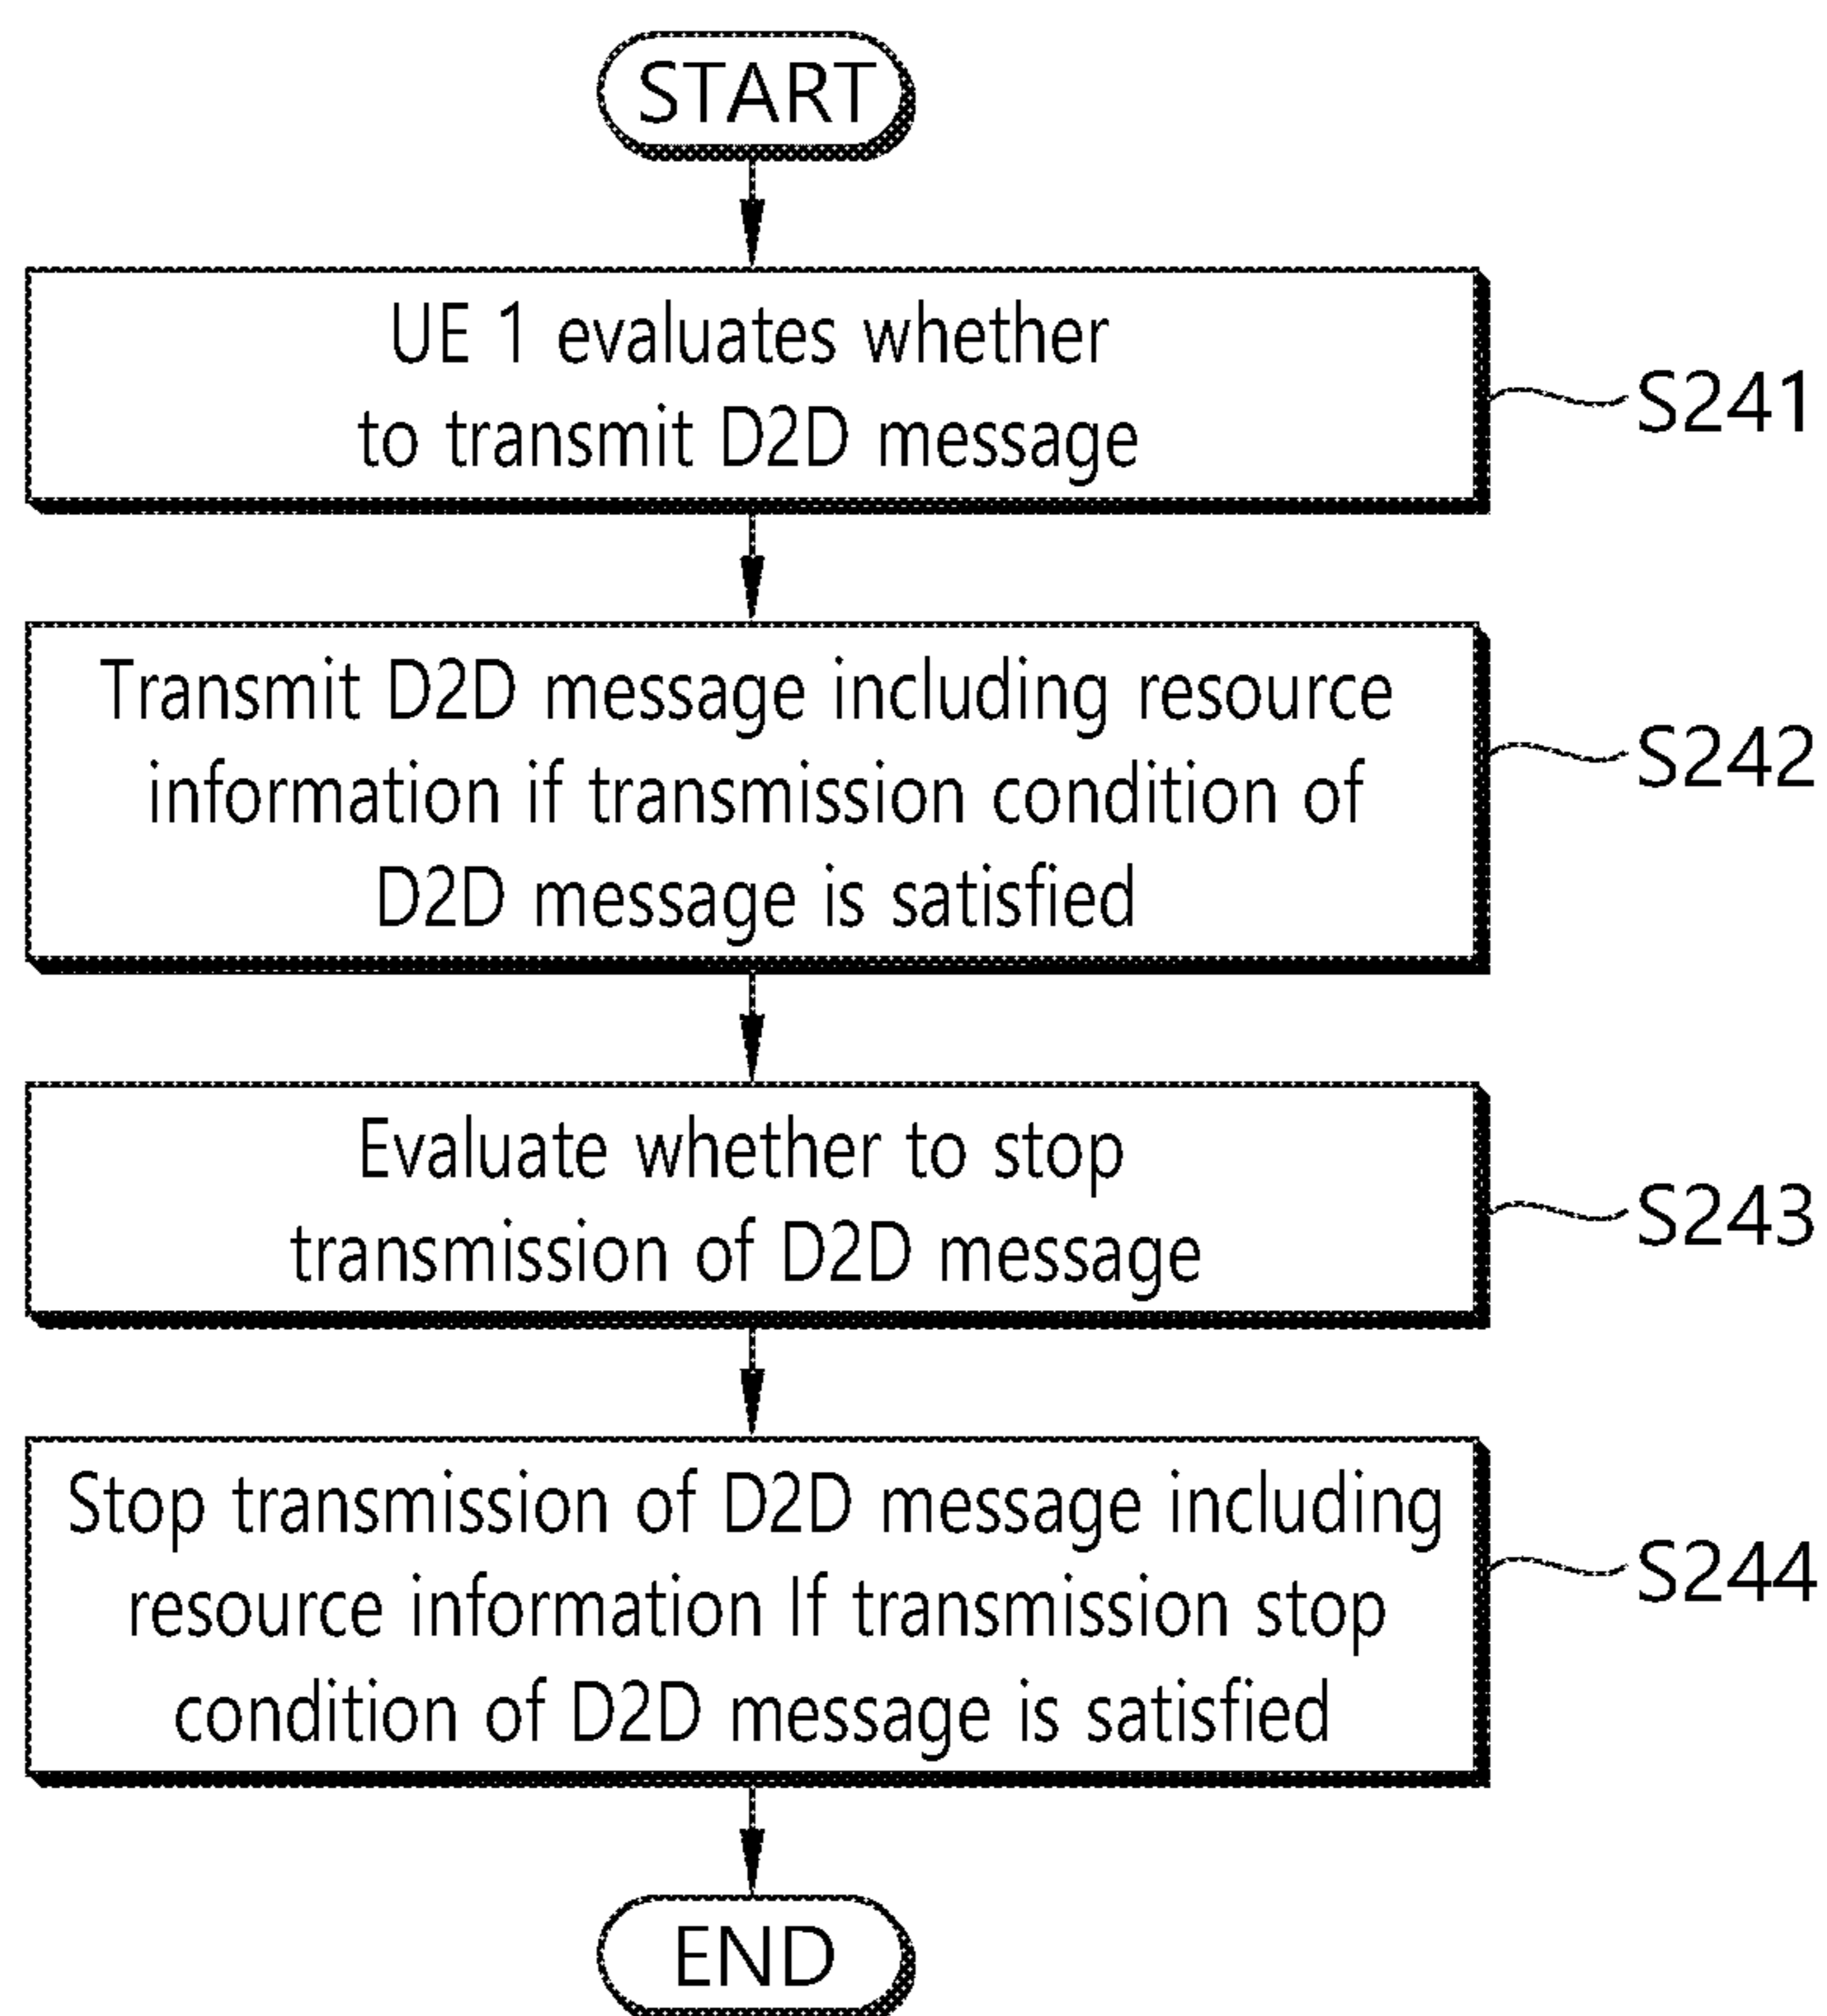 START
UE 1 evaluates whether
to transmit D2D message
S241
Transmit D2D message including resource
information if transmission condition of
D2D message is satisfied
S242
Evaluate whether to stop
transmission of D2D message
S243
Stop transmission of D2D message including
resource information If transmission stop
condition of D2D message is satisfied
S244
END